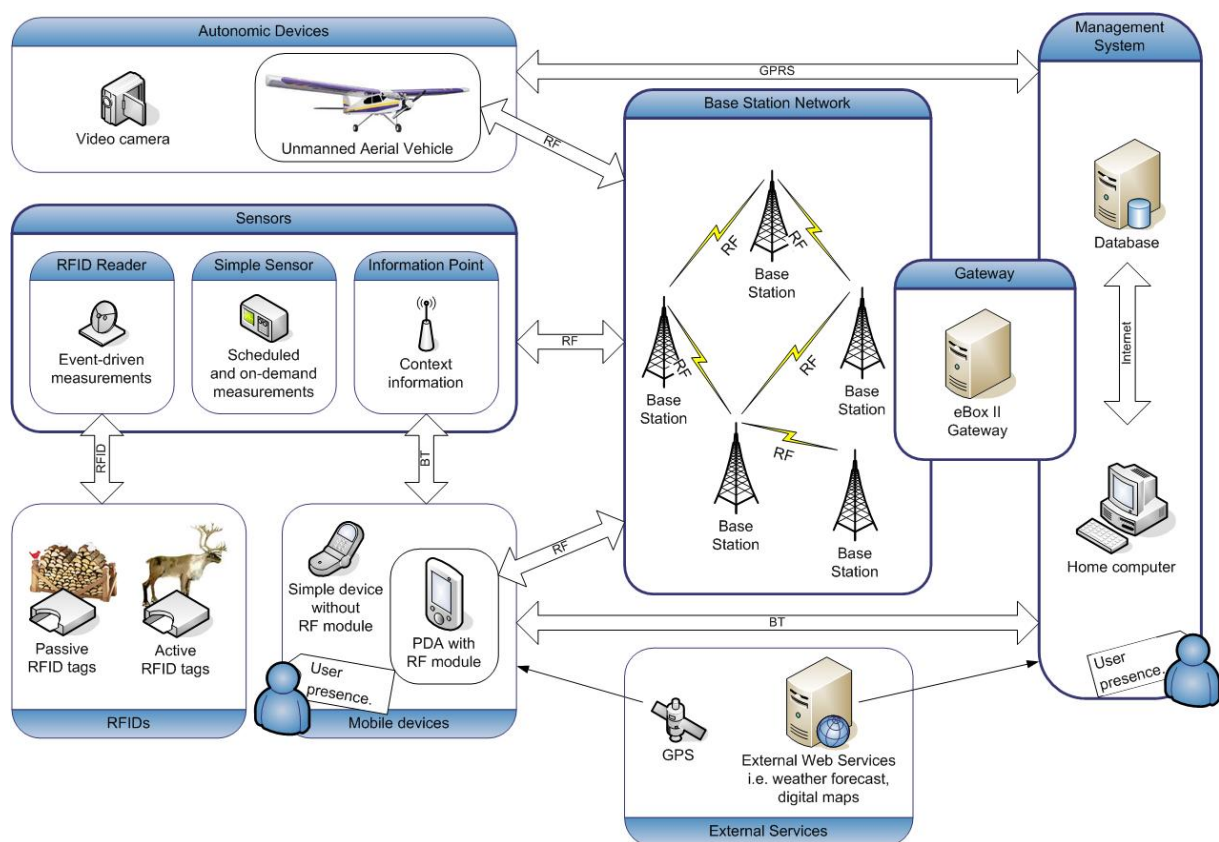 Autonomic Devices
Video camera
Unmanned Aerial Vehicle
GPRS
RF
Management
System
Database
Internet
Home computer
User
presence.
Base Station Network
RF
RF
Base
Station
Base
Station
RF
RF
Base
Station
Base
Station
RF
Base
Station
Gateway
eBox II
Gateway
Sensors
RFID Reader
Event-driven
measurements
Simple Sensor
Scheduled
and on-demand
measurements
Information Point
Context
information
RF
RFID
BT
Passive
RFID tags
Active
RFID tags
RFIDs
Simple device
without
RF module
PDA with
RF module
User
presence.
Mobile devices
RF
BT
GPS
External Web Services
i.e. weather forecast,
digital maps
External Services